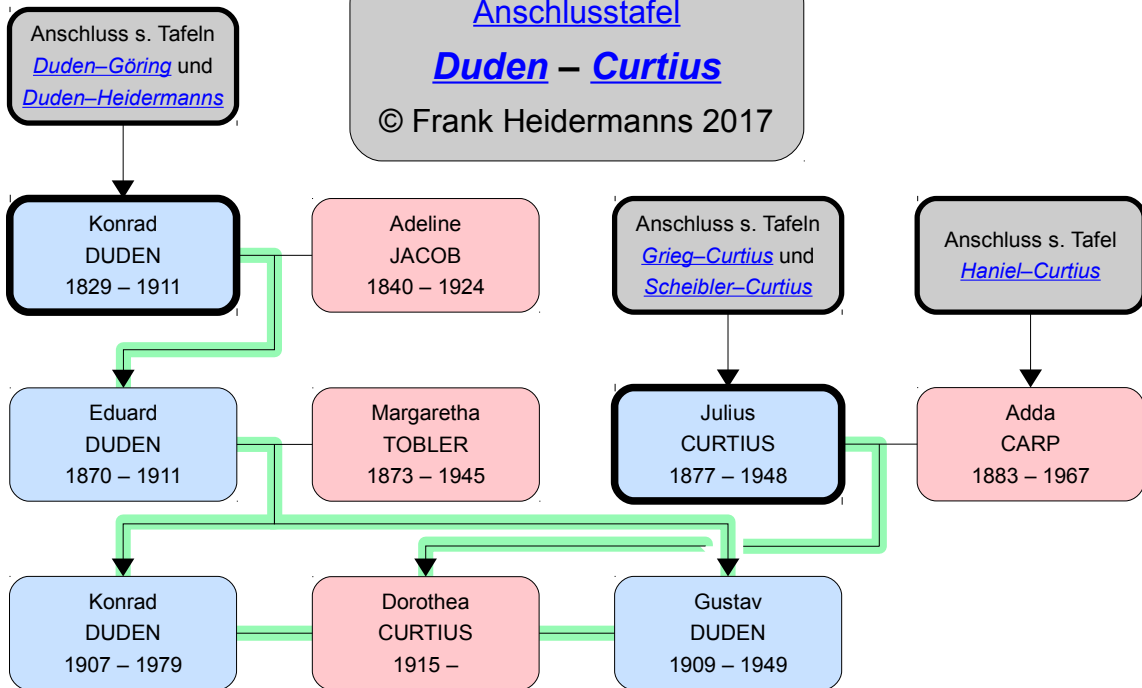 Anschlusstafel
Duden – Curtius
© Frank Heidermanns 2017
Anschluss s. Tafeln
Duden–Göring und
Duden–Heidermanns
Konrad
DUDEN
1829 – 1911
Adeline
JACOB
1840 – 1924
Anschluss s. Tafeln
Grieg–Curtius und
Scheibler–Curtius
Anschluss s. Tafel
Haniel–Curtius
Eduard
DUDEN
1870 – 1911
Margaretha
TOBLER
1873 – 1945
Julius
CURTIUS
1877 – 1948
Adda
CARP
1883 – 1967
Konrad
DUDEN
1907 – 1979
Dorothea
CURTIUS
1915 –
Gustav
DUDEN
1909 – 1949